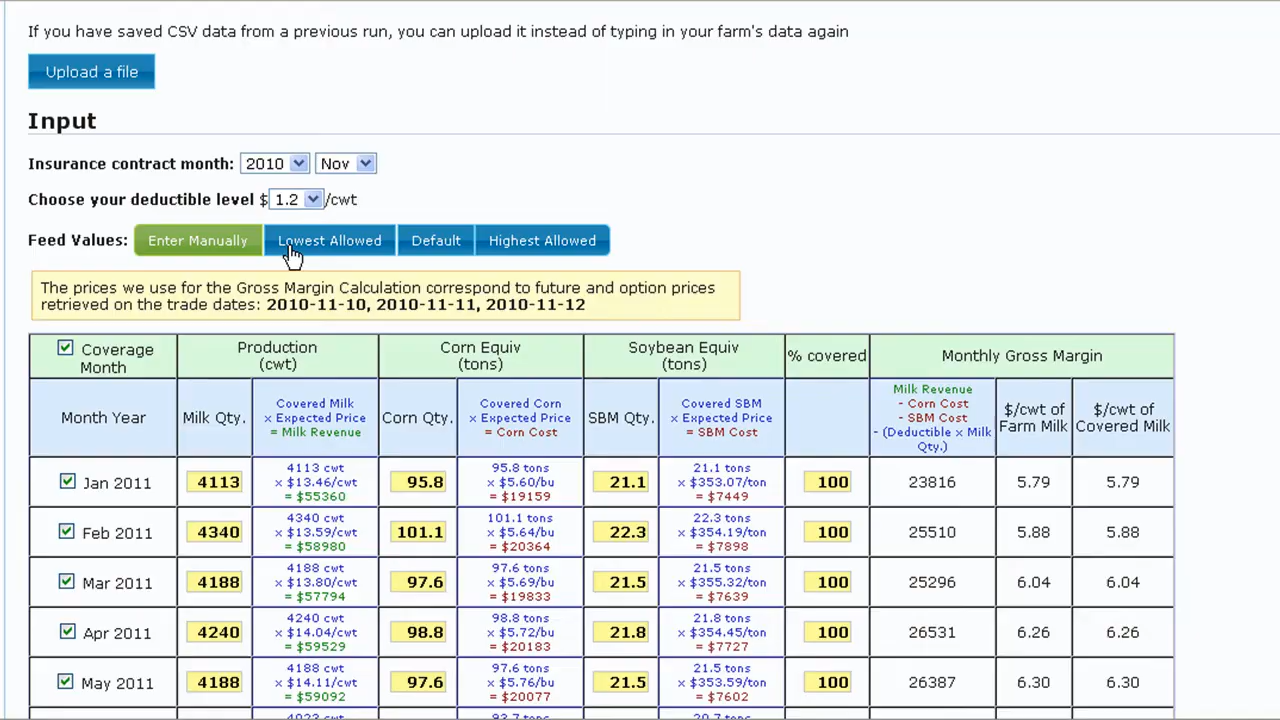 If you have saved CSV data from a previous run, you can upload it instead of typing in your farm's data again
Upload a file
Input
Insurance contract month: 2010 Nov
Choose your deductible level $ 1.2 /cwt
Feed Values: Enter Manually Lowest Allowed Default Highest Allowed
The prices we use for the Gross Margin Calculation correspond to future and option prices
retrieved on the trade dates: 2010-11-10, 2010-11-11, 2010-11-12
Coverage
Month
Production
(cwt)
Corn Equiv
(tons)
Soybean Equiv
(tons)
% covered
Monthly Gross Margin
Month Year
Milk Qty.
Covered Milk
x Expected Price
= Milk Revenue
Corn Qty.
Covered Corn
x Expected Price
= Corn Cost
SBM Qty.
Covered SBM
x Expected Price
= SBM Cost
Milk Revenue
- Corn Cost
- SBM Cost
- (Deductible x Milk
Qty.)
$/cwt of
Farm Milk
$/cwt of
Covered Milk
Jan 2011
4113
4113 cwt
x $13.46/cwt
= $55360
95.8
95.8 tons
x $5.60/bu
= $19159
21.1
21.1 tons
x $353.07/ton
= $7449
100
23816
5.79
5.79
Feb 2011
4340
4340 cwt
x $13.59/cwt
= $58980
101.1
101.1 tons
x $5.64/bu
= $20364
22.3
22.3 tons
x $354.19/ton
= $7898
100
25510
5.88
5.88
Mar 2011
4188
4188 cwt
x $13.80/cwt
= $57794
97.6
97.6 tons
x $5.69/bu
= $19833
21.5
21.5 tons
x $355.32/ton
= $7639
100
25296
6.04
6.04
Apr 2011
4240
4240 cwt
x $14.04/cwt
= $59529
98.8
98.8 tons
x $5.72/bu
= $20183
21.8
21.8 tons
x $354.45/ton
= $7727
100
26531
6.26
6.26
May 2011
4188
4188 cwt
x $14.11/cwt
= $59092
97.6
97.6 tons
x $5.76/bu
= $20077
21.5
21.5 tons
x $353.59/ton
= $7602
100
26387
6.30
6.30